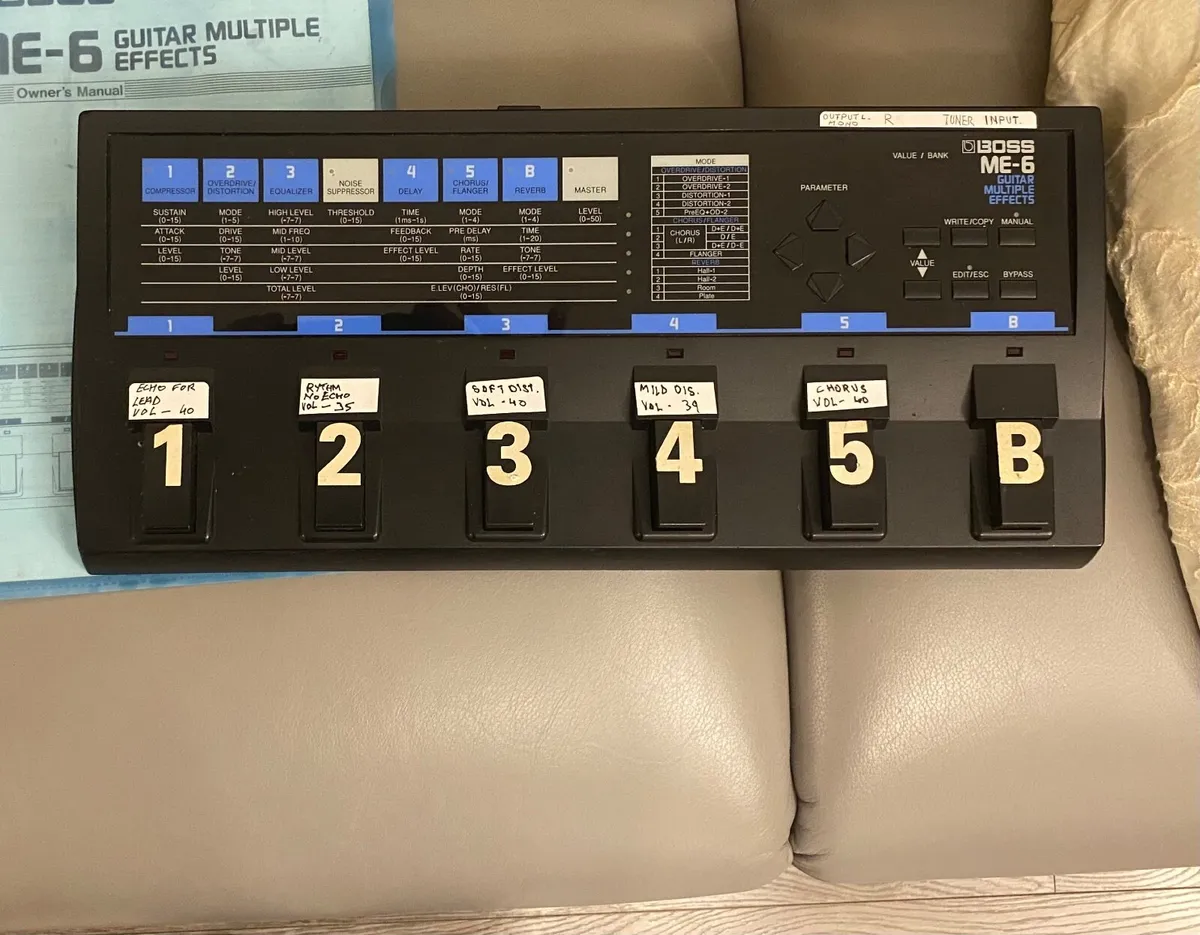 ME-6 GUITAR MULTIPLE
EFFECTS
Owner's Manual
OUTPUT L. R TUNER INPUT.
MONO
VALUE / BANK
BOSS
ME-6
GUITAR
MULTIPLE
EFFECTS
1 2 3 NOISE SUPPRESSOR 4 5 B MASTER
COMPRESSOR OVERDRIVE/DISTORTION EQUALIZER DELAY CHORUS/FLANGER REVERB
SUSTAIN MODE HIGH LEVEL THRESHOLD TIME MODE MODE LEVEL
(0-15) (1-5) (-7-7) (0-15) (1ms-1s) (1-4) (1-4) (0-50)
ATTACK DRIVE MID FREQ FEEDBACK PRE DELAY TIME
(0-15) (0-15) (1-10) (0-15) (ms) (1-20)
LEVEL TONE MID LEVEL EFFECT LEVEL RATE TONE
(0-15) (-7-7) (-7-7) (0-15) (0-15) (-7-7)
LEVEL LOW LEVEL DEPTH EFFECT LEVEL
(0-15) (-7-7) (0-15) (0-15)
TOTAL LEVEL E.LEV(CHO)/RES(FL)
(-7-7) (0-15)
MODE
OVERDRIVE/DISTORTION
1 OVERDRIVE-1
2 OVERDRIVE-2
3 DISTORTION-1
4 DISTORTION-2
5 PreEQ+OD-2
CHORUS/FLANGER
1 CHORUS (L/R) D+E / D+E
2 D / E
3 D+E / D-E
4 FLANGER
REVERB
1 Hall-1
2 Hall-2
3 Room
4 Plate
PARAMETER
WRITE/COPY MANUAL
VALUE
EDIT/ESC BYPASS
1 2 3 4 5 B
ECHO FOR
LEAD
VOL - 40
RYTHM
NO ECHO
VOL - 35
SOFT DIST.
VOL - 40
MILD DIS.
VOL - 39
CHORUS
VOL - 40
1 2 3 4 5 B